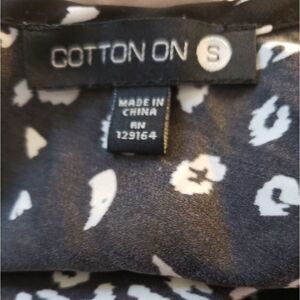 COTTON ON S
MADE IN
CHINA
RN
129164